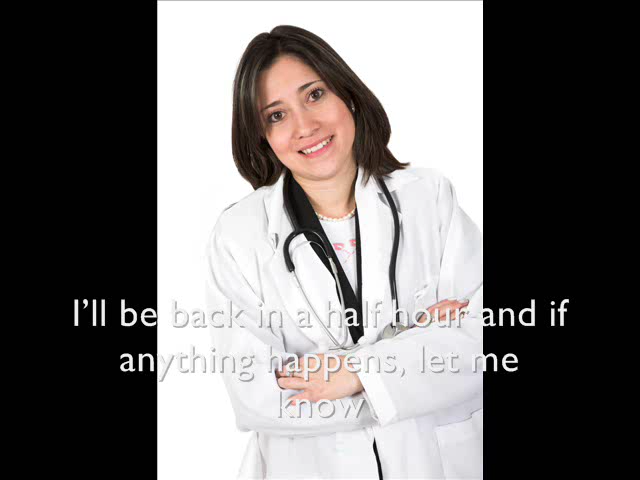 I'll be back in a half hour and if
anything happens, let me
know